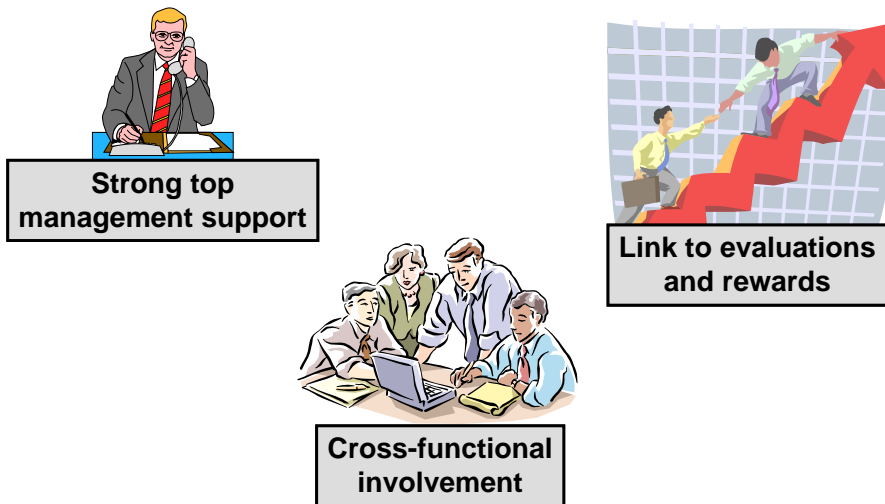 Strong top
management support
Link to evaluations
and rewards
Cross-functional
involvement